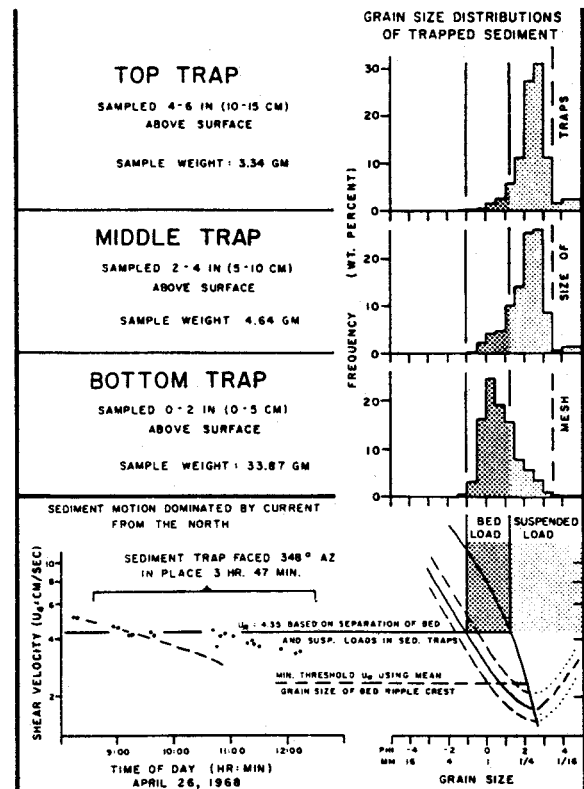 GRAIN SIZE DISTRIBUTIONS
OF TRAPPED SEDIMENT
TOP TRAP
SAMPLED 4-6 IN (10-15 CM)
ABOVE SURFACE
SAMPLE WEIGHT: 3.34 GM
30
20
10
0
TRAPS
MIDDLE TRAP
SAMPLED 2-4 IN (5-10 CM)
ABOVE SURFACE
SAMPLE WEIGHT 4.64 GM
20
10
0
SIZE OF
FREQUENCY (WT. PERCENT)
BOTTOM TRAP
SAMPLED 0-2 IN (0-5 CM)
ABOVE SURFACE
SAMPLE WEIGHT: 33.87 GM
20
10
0
MESH
SEDIMENT MOTION DOMINATED BY CURRENT
FROM THE NORTH
BED
LOAD
SUSPENDED
LOAD
SEDIMENT TRAP FACED 348° AZ
IN PLACE 3 HR. 47 MIN.
= 4.35 BASED ON SEPARATION OF BED
AND SUSP. LOADS IN SED. TRAPS
MIN. THRESHOLD USING MEAN
GRAIN SIZE OF BED RIPPLE CREST
SHEAR VELOCITY (U*:CM/SEC)
10
8
6
4
2
9:00 10:00 11:00 12:00
TIME OF DAY (HR:MIN)
APRIL 26, 1968
PHI -4 -2 0 2 4
MM 16 4 1 1/4 1/16
GRAIN SIZE